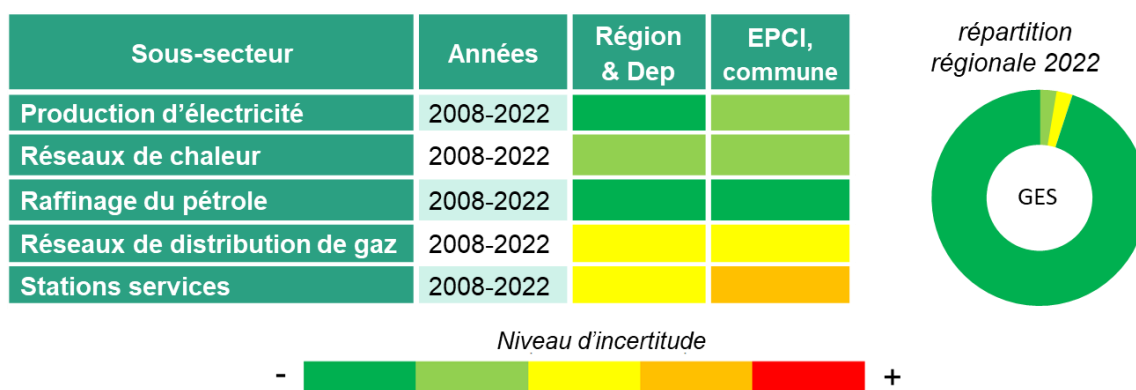 Sous-secteur Années Région & Dep EPCI, commune
Production d'électricité 2008-2022
Réseaux de chaleur 2008-2022
Raffinage du pétrole 2008-2022
Réseaux de distribution de gaz 2008-2022
Stations services 2008-2022
répartition
régionale 2022
GES
Niveau d'incertitude
- +